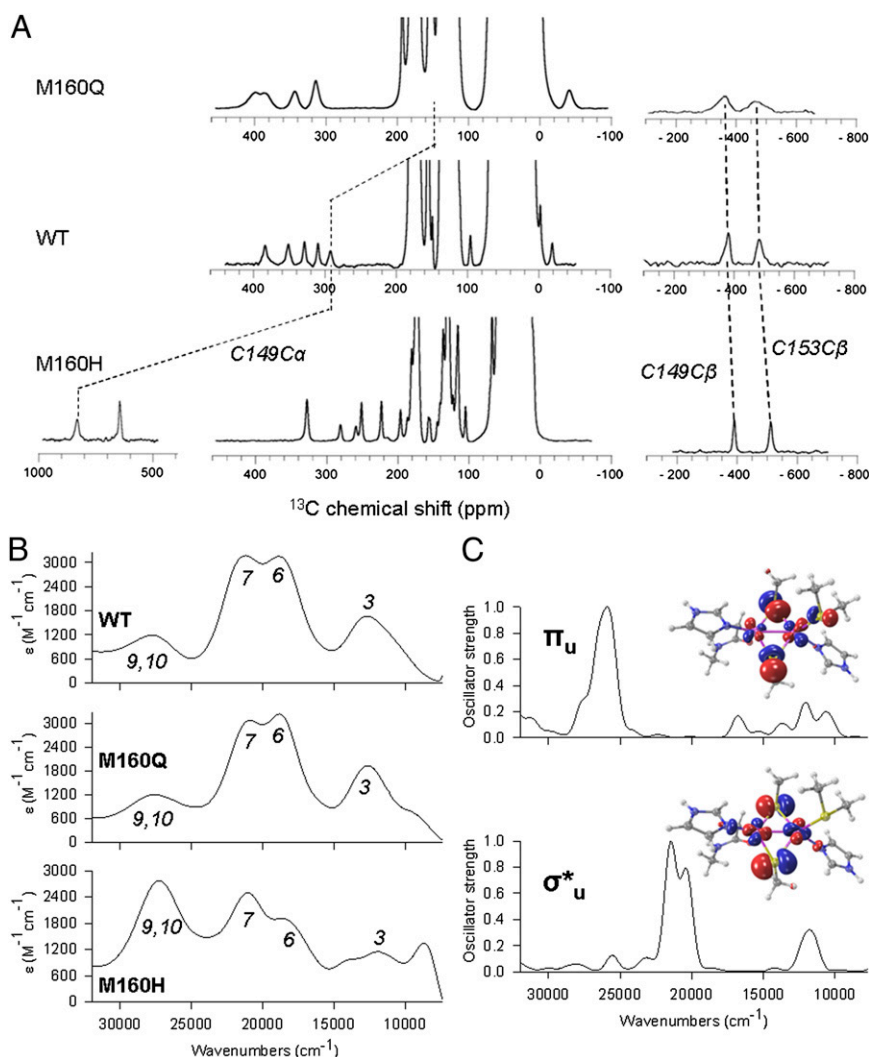 A
M160Q
400 300 200 100 0 -100
- 200 - 400 - 600 - 800
WT
400 300 200 100 0 -100
- 200 - 400 - 600 - 800
M160H
C149Cα
C149Cβ
C153Cβ
1000 500
400 300 200 100 0 -100
- 200 - 400 - 600 - 800
13C chemical shift (ppm)
B
ε (M-1 cm-1)
3000
2400
1800
1200
600
0
WT
9,10
7
6
3
ε (M-1 cm-1)
3000
2400
1800
1200
600
0
M160Q
9,10
7
6
3
ε (M-1 cm-1)
3000
2400
1800
1200
600
0
M160H
9,10
7
6
3
30000 25000 20000 15000 10000
Wavenumbers (cm-1)
C
Oscillator strength
1.0
0.8
0.6
0.4
0.2
0.0
πu
Oscillator strength
1.0
0.8
0.6
0.4
0.2
0.0
σ*u
30000 25000 20000 15000 10000
Wavenumbers (cm-1)